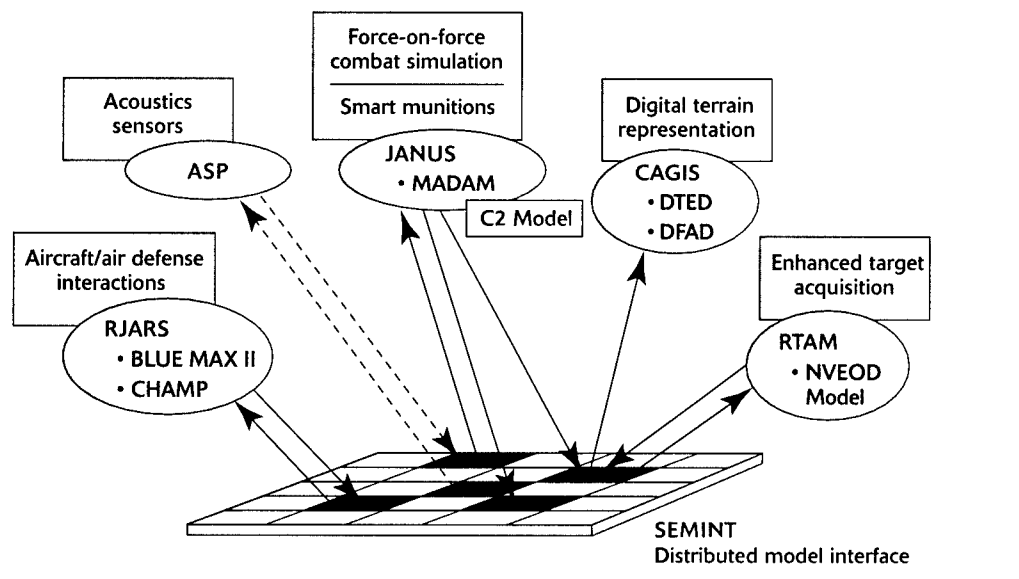 Force-on-force
combat simulation
Smart munitions
JANUS
• MADAM
C2 Model
Acoustics
sensors
ASP
Digital terrain
representation
CAGIS
• DTED
• DFAD
Aircraft/air defense
interactions
RJARS
• BLUE MAX II
• CHAMP
Enhanced target
acquisition
RTAM
• NVEOD
Model
SEMINT
Distributed model interface